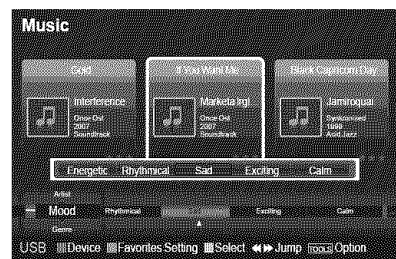 Music
Gold
If You Want Me
Black Capricorn Day
Interference
Once Ost
2007
Soundtrack
Marketa Irgl
Once Ost
2007
Soundtrack
Jamiroquai
Synkronized
1999
Acid Jazz
Energetic Rhythmical Sad Exciting Calm
Artist
Mood Rhythmical Exciting Calm
Genre
USB Device Favorites Setting Select Jump TOOLS Option